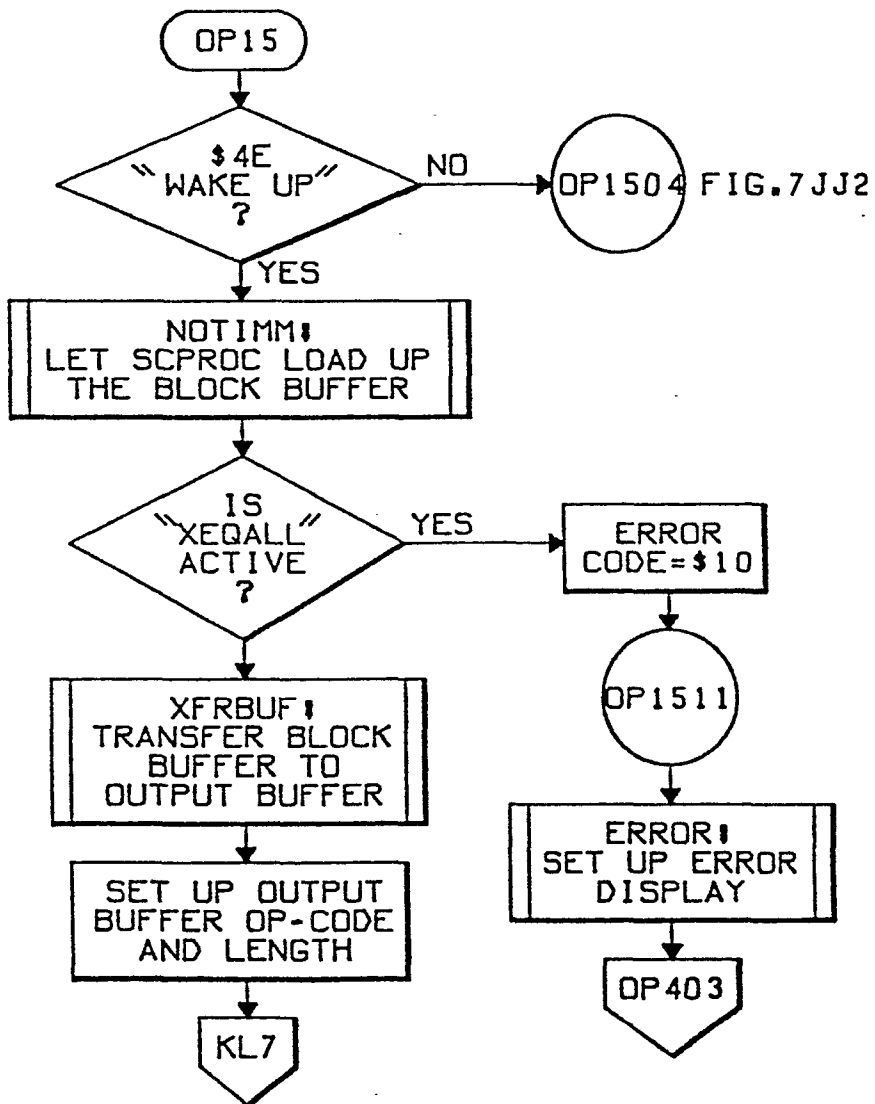 OP15
$4E
"WAKE UP"
?
NO
OP1504 FIG.7JJ2
YES
NOTIMM:
LET SCPROC LOAD UP
THE BLOCK BUFFER
IS
"XEQALL"
ACTIVE
?
YES
ERROR
CODE=$10
OP1511
XFRBUF:
TRANSFER BLOCK
BUFFER TO
OUTPUT BUFFER
ERROR:
SET UP ERROR
DISPLAY
SET UP OUTPUT
BUFFER OP-CODE
AND LENGTH
OP403
KL7